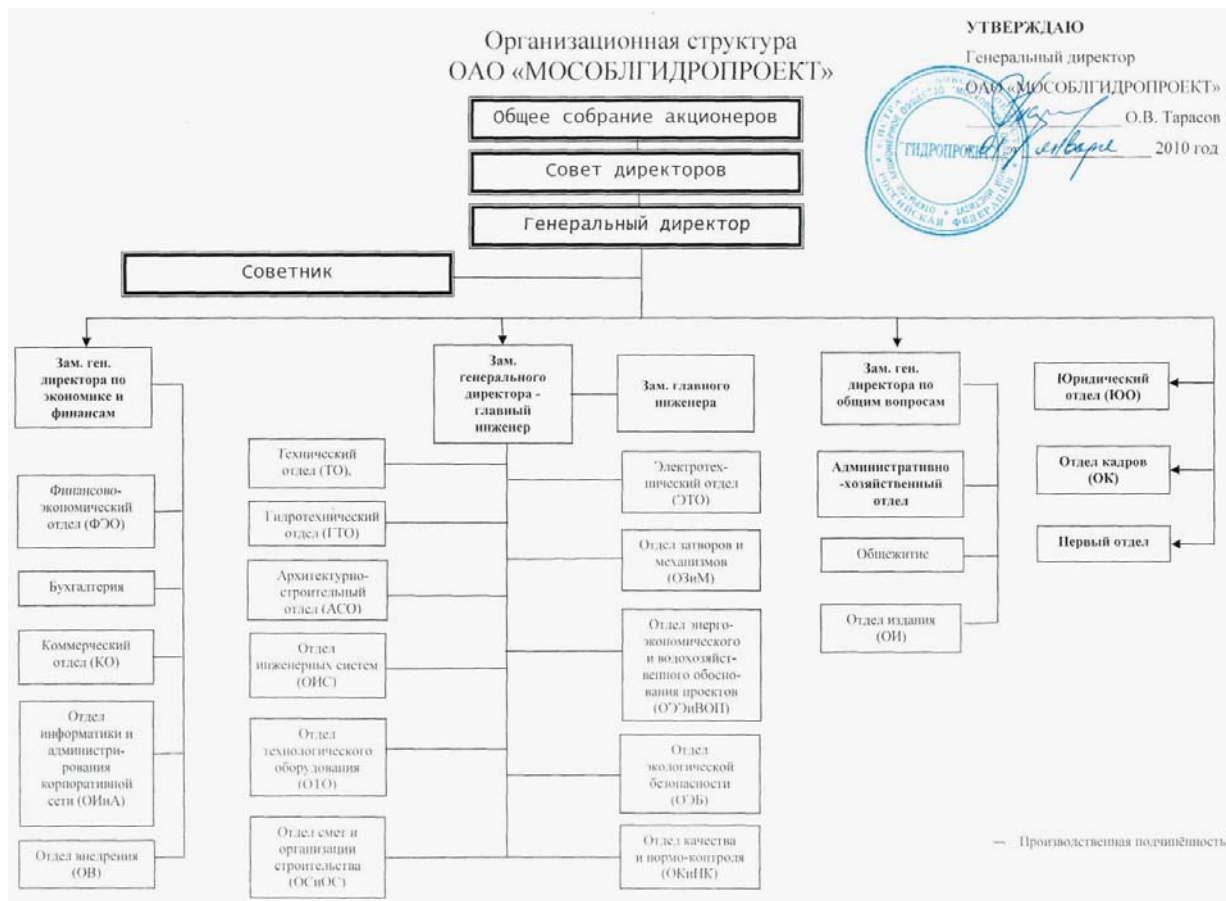 Организационная структура
ОАО «МОСОБЛГИДРОПРОЕКТ»
УТВЕРЖДАЮ
Генеральный директор
ОАО «МОСОБЛГИДРОПРОЕКТ»
О.В. Тарасов
января 2010 год
ГИДРОПРОЕКТ
РОССИЙСКАЯ ФЕДЕРАЦИЯ
Общее собрание акционеров
Совет директоров
Генеральный директор
Советник
Зам. ген.
директора по
экономике и
финансам
Финансово-
экономический
отдел (ФЭО)
Бухгалтерия
Коммерческий
отдел (КО)
Отдел
информатики и
администри-
рования
корпоративной
сети (ОИиА)
Отдел внедрения
(ОВ)
Зам.
генерального
директора -
главный
инженер
Зам. главного
инженера
Технический
отдел (ТО).
Гидротехнический
отдел (ГТО)
Архитектурно-
строительный
отдел (АСО)
Отдел
инженерных систем
(ОИС)
Отдел
технологического
оборудования
(ОТО)
Отдел смет и
организации
строительства
(ОСиОС)
Электротех-
нический отдел
(ЭТО)
Отдел затворов и
механизмов
(ОЗиМ)
Отдел энерго-
экономического
и водохозяйст-
венного обосно-
вания проектов
(ОЭЭиВОП)
Отдел
экологической
безопасности
(ОЭБ)
Отдел качества
и нормо-контроля
(ОКиНК)
Зам. ген.
директора по
общим вопросам
Административно
-хозяйственный
отдел
Общежитие
Отдел издания
(ОИ)
Юридический
отдел (ЮО)
Отдел кадров
(ОК)
Первый отдел
— Производственная подчинённость